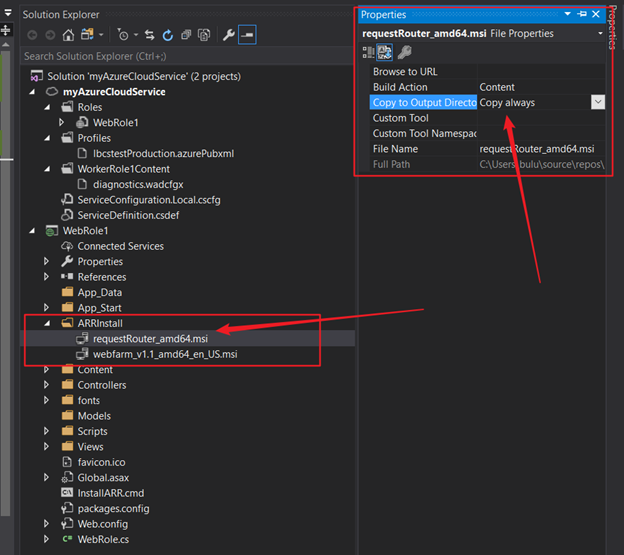 Solution Explorer
Search Solution Explorer (Ctrl+;)
Solution 'myAzureCloudService' (2 projects)
myAzureCloudService
Roles
WebRole1
Profiles
lbcstestProduction.azurePubxml
WorkerRole1Content
diagnostics.wadcfgx
ServiceConfiguration.Local.cscfg
ServiceDefinition.csdef
WebRole1
Connected Services
Properties
References
App_Data
App_Start
ARRInstall
requestRouter_amd64.msi
webfarm_v1.1_amd64_en_US.msi
Content
Controllers
fonts
Models
Scripts
Views
favicon.ico
Global.asax
InstallARR.cmd
packages.config
Web.config
WebRole.cs
Properties
requestRouter_amd64.msi File Properties
Browse to URL
Build Action Content
Copy to Output Directo Copy always
Custom Tool
Custom Tool Namespac
File Name requestRouter_amd64.msi
Full Path C:\Users\bulu\source\repos\
Properties